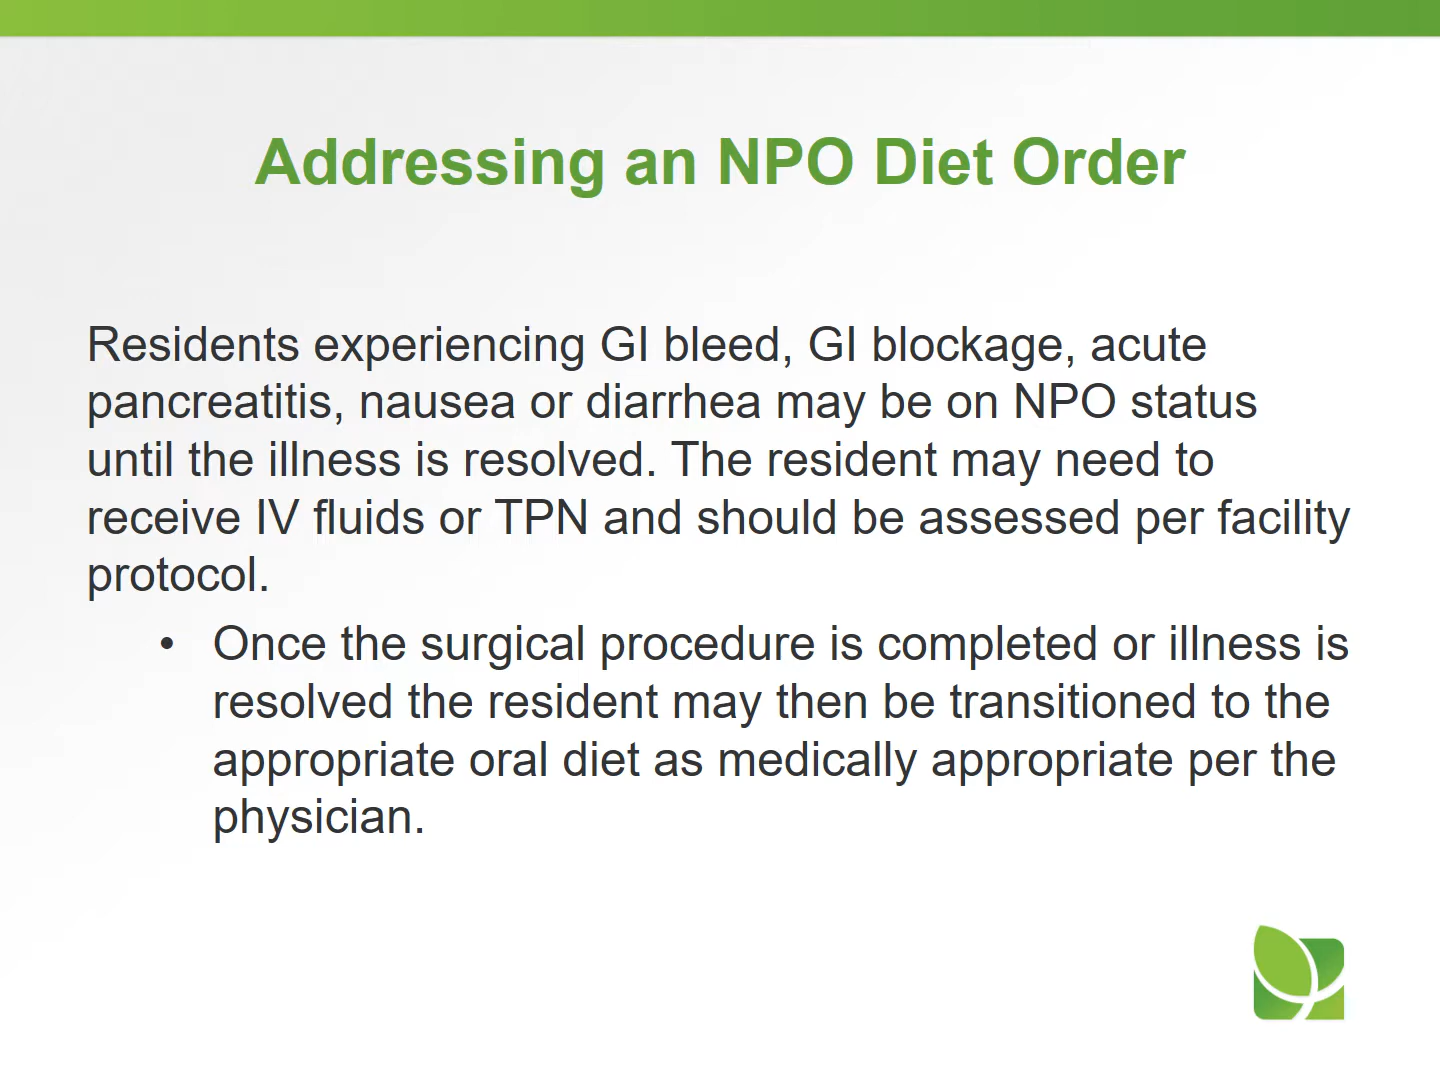 Addressing an NPO Diet Order
Residents experiencing GI bleed, GI blockage, acute
pancreatitis, nausea or diarrhea may be on NPO status
until the illness is resolved. The resident may need to
receive IV fluids or TPN and should be assessed per facility
protocol.
• Once the surgical procedure is completed or illness is
resolved the resident may then be transitioned to the
appropriate oral diet as medically appropriate per the
physician.